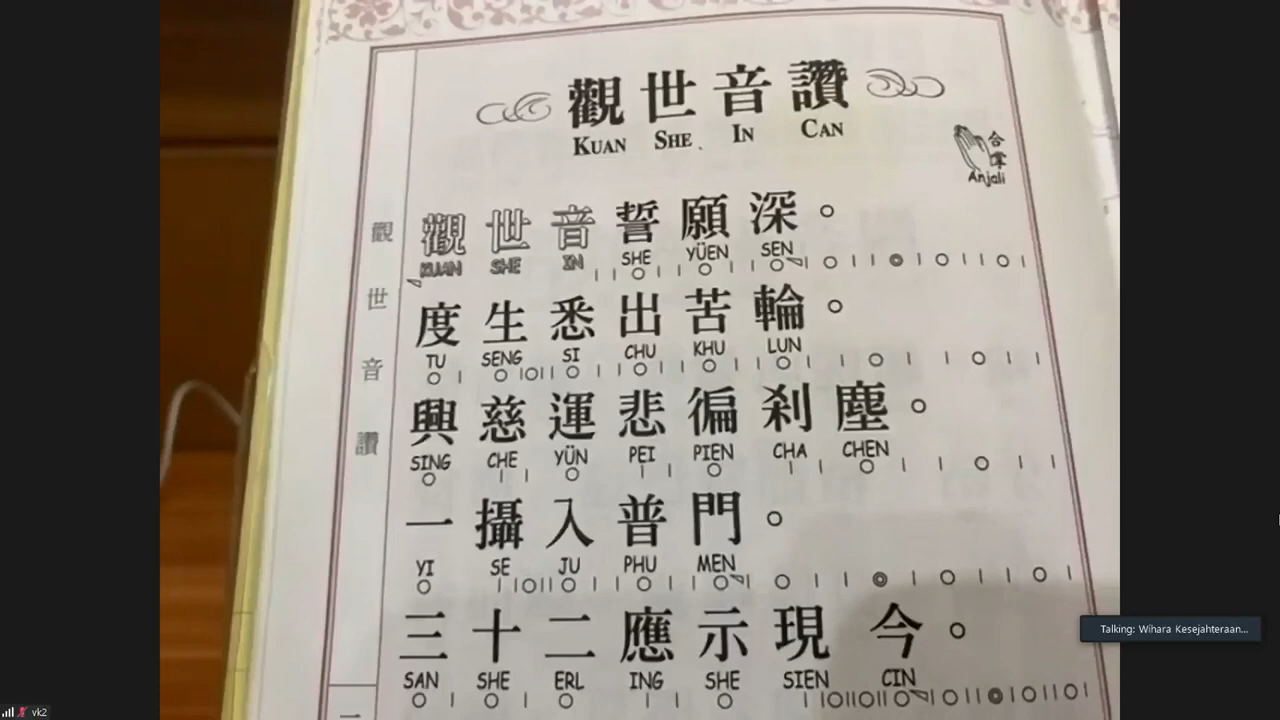 觀世音讚
KUAN SHE IN CAN
合掌
Anjali
觀世音誓願深。
KUAN SHE IN SHE YÜEN SEN
度生悉出苦輪。
TU SENG SI CHU KHU LUN
興慈運悲徧剎塵。
SING CHE YÜN PEI PIEN CHA CHEN
一攝入普門。
YI SE JU PHU MEN
三十二應示現今。
SAN SHE ERL ING SHE SIEN CIN
觀世音讚
Talking: Wihara Kesejahteraan...
vk2